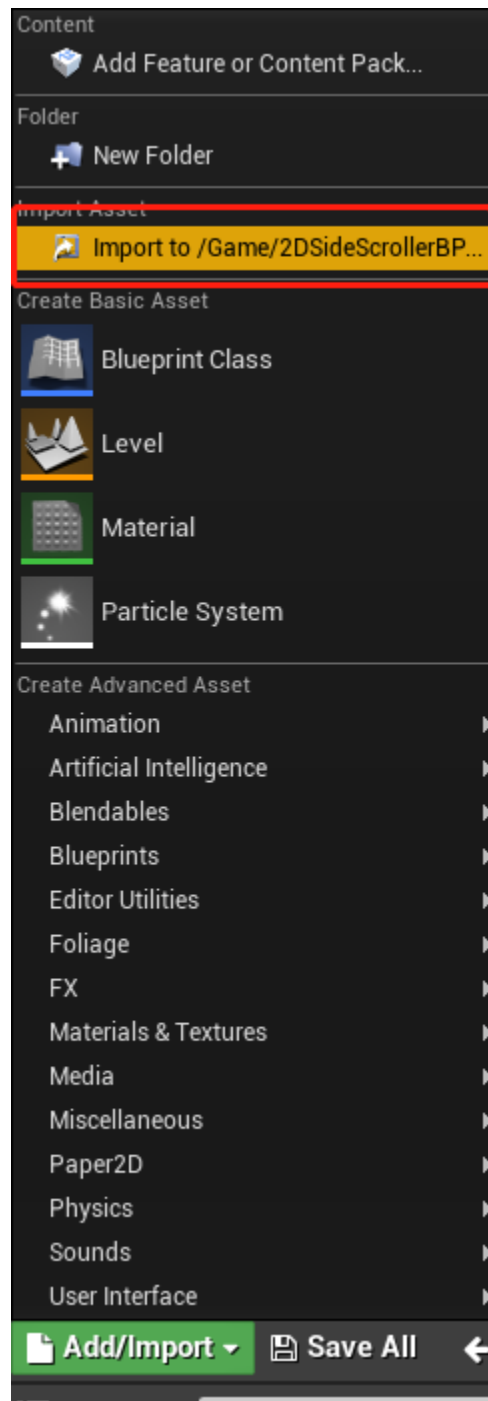 Content
Add Feature or Content Pack...
Folder
New Folder
Import Asset
Import to /Game/2DSideScrollerBP...
Create Basic Asset
Blueprint Class
Level
Material
Particle System
Create Advanced Asset
Animation
Artificial Intelligence
Blendables
Blueprints
Editor Utilities
Foliage
FX
Materials & Textures
Media
Miscellaneous
Paper2D
Physics
Sounds
User Interface
Add/Import Save All